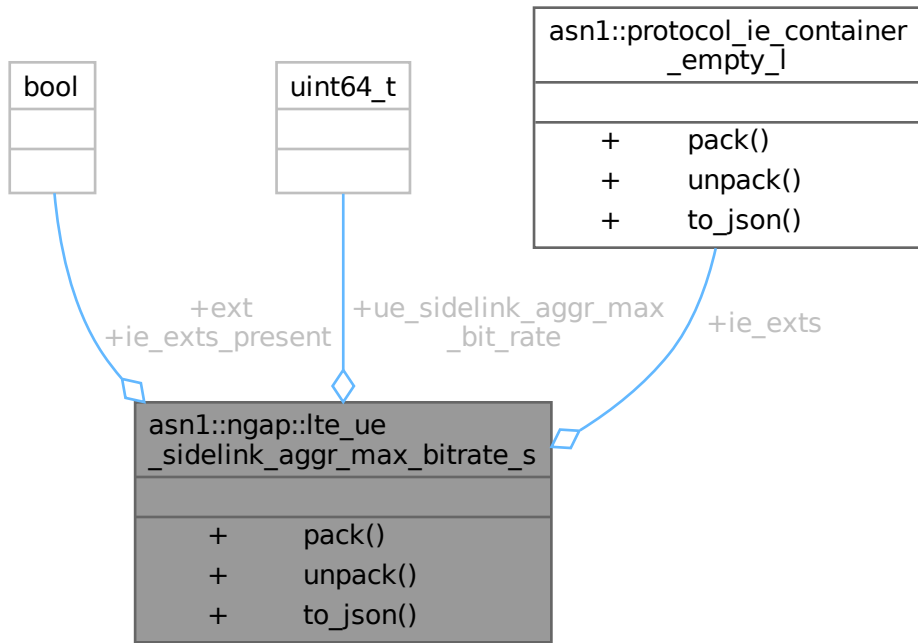 asn1::protocol_ie_container
_empty_l
bool
uint64_t
+ pack()
+ unpack()
+ to_json()
+ext
+ie_exts_present
+ue_sidelink_aggr_max
_bit_rate
+ie_exts
asn1::ngap::lte_ue
_sidelink_aggr_max_bitrate_s
+ pack()
+ unpack()
+ to_json()